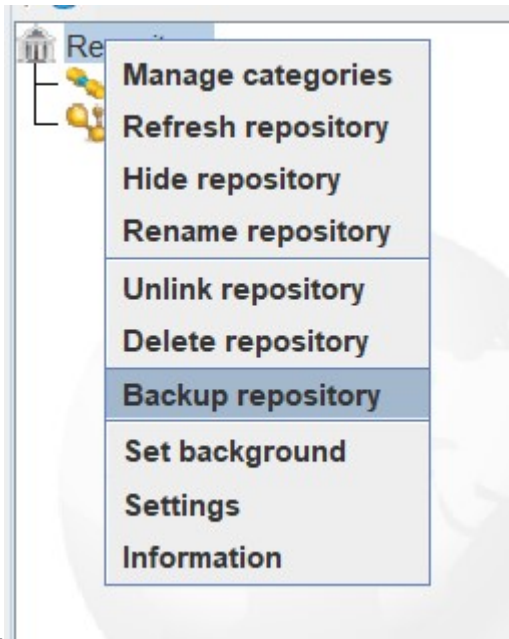 Manage categories
Refresh repository
Hide repository
Rename repository
Unlink repository
Delete repository
Backup repository
Set background
Settings
Information